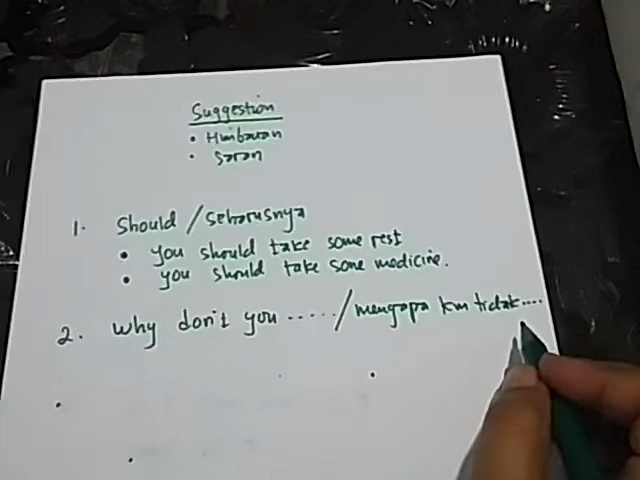 Suggestion
• Himbauan
• Saran
1. Should / seharusnya
• you should take some rest
• you should take some medicine.
2. why don't you ..... / mengapa km tidak ....